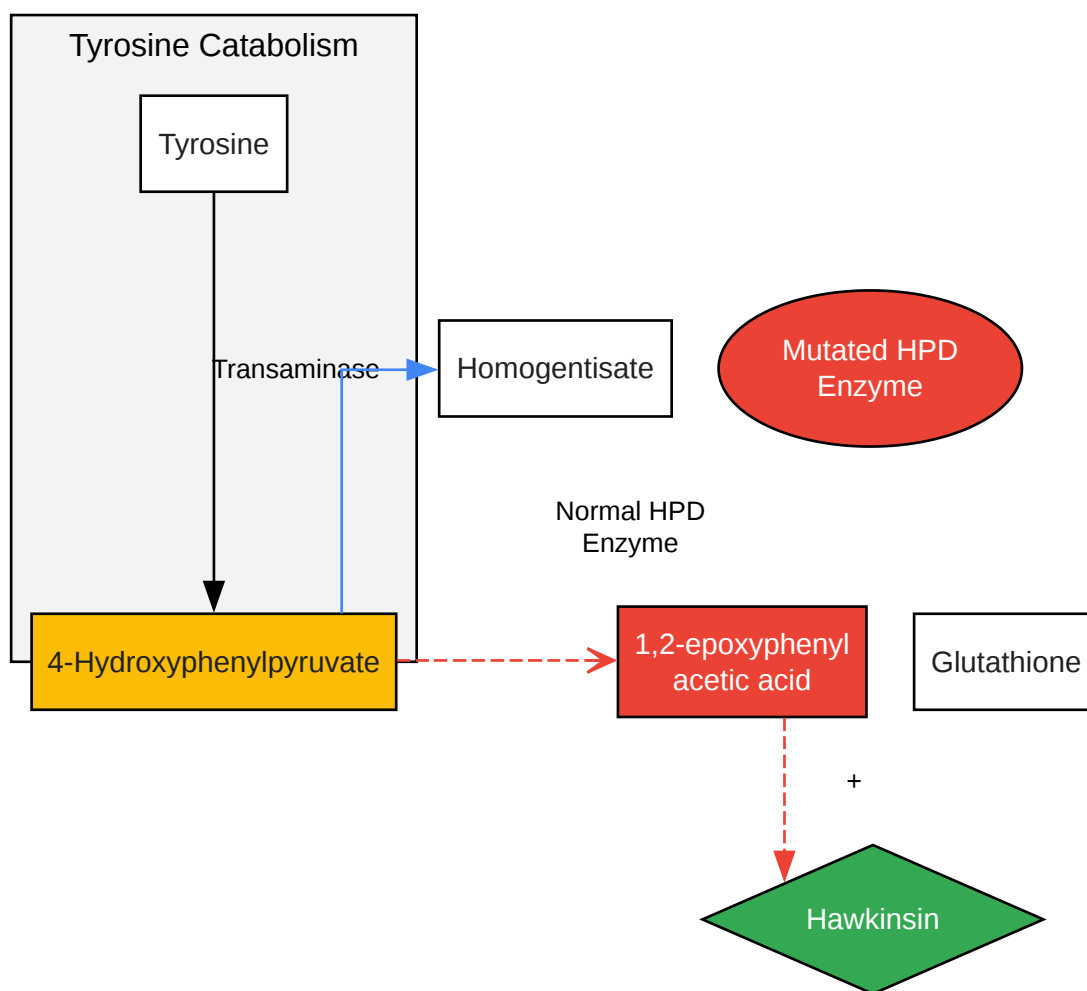 Tyrosine Catabolism
Tyrosine
Transaminase
Homogentisate
Mutated HPD
Enzyme
Normal HPD
Enzyme
4-Hydroxyphenylpyruvate
1,2-epoxyphenyl
acetic acid
Glutathione
+
Hawkinsin